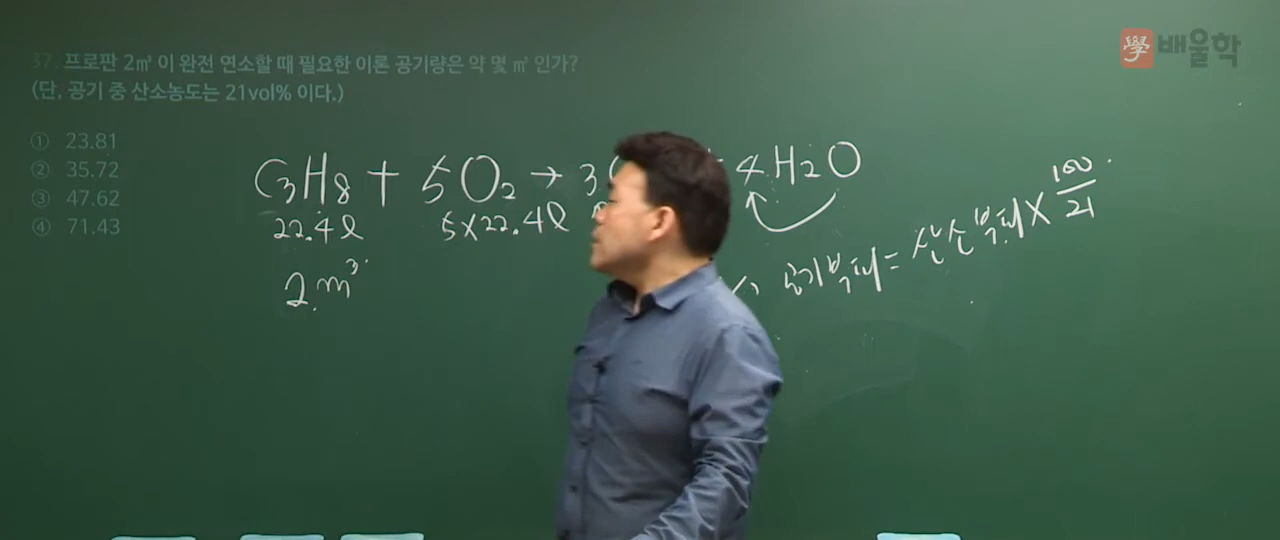 學 배울학
37. 프로판 2㎥ 이 완전 연소할 때 필요한 이론 공기량은 약 몇 ㎥ 인가?
(단, 공기 중 산소농도는 21vol% 이다.)
① 23.81
② 35.72
③ 47.62
④ 71.43
C3H8 + 5O2 → 3 4H2O
22.4ℓ 5×22.4ℓ
2m³
공기부피 = 산소부피 × 100/21